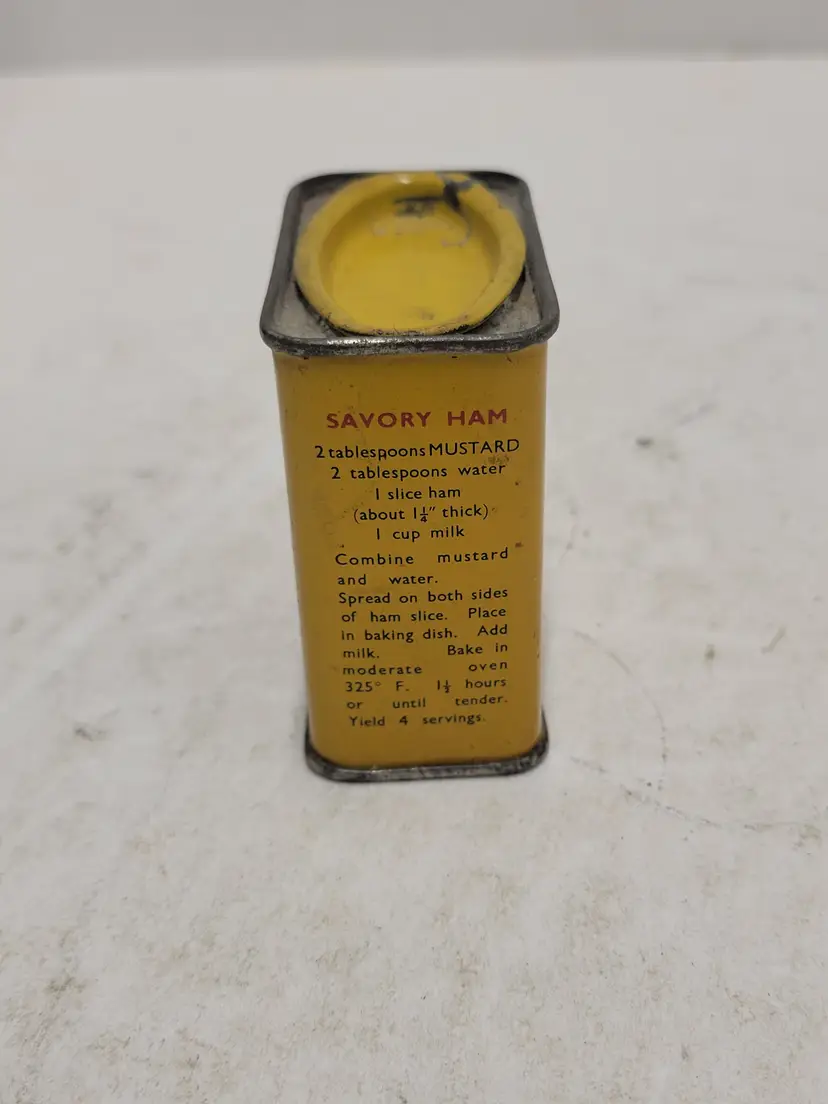 SAVORY HAM
2 tablespoons MUSTARD
2 tablespoons water
1 slice ham
(about 1¼" thick)
1 cup milk
Combine mustard
and water.
Spread on both sides
of ham slice. Place
in baking dish. Add
milk. Bake in
moderate oven
325° F. 1½ hours
or until tender.
Yield 4 servings.